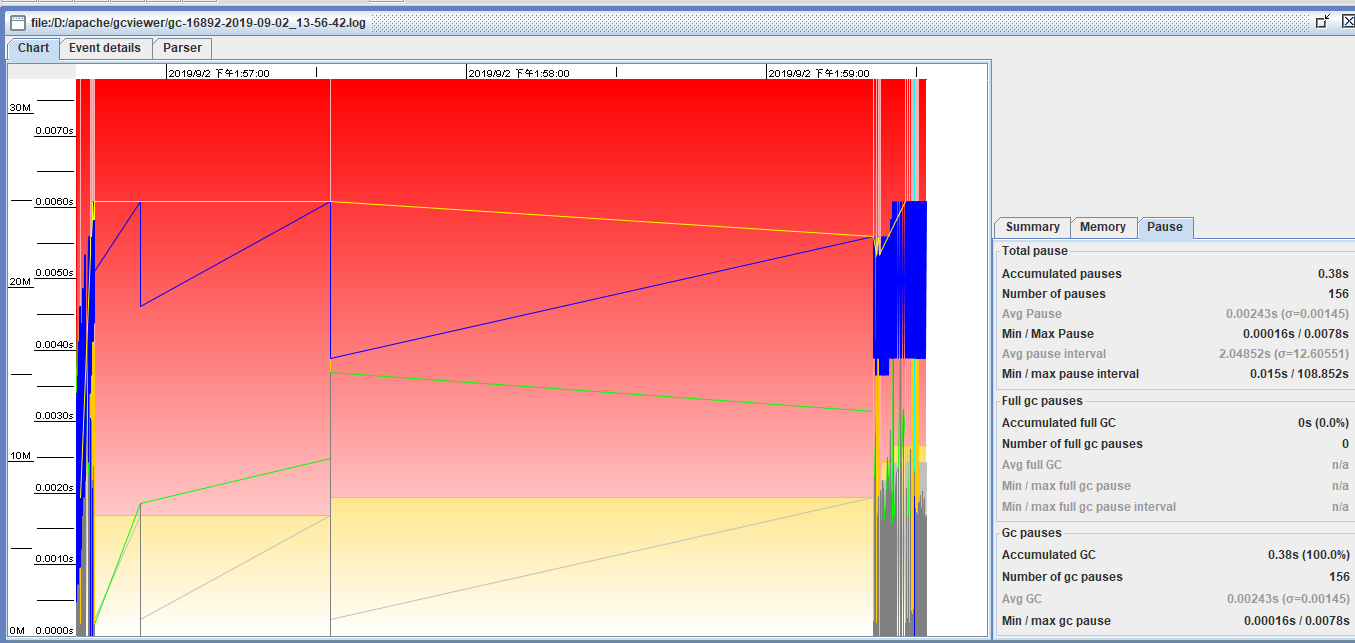 file:/D:/apache/gcviewer/gc-16892-2019-09-02_13-56-42.log
Chart Event details Parser
2019/9/2 下午1:57:00 2019/9/2 下午1:58:00 2019/9/2 下午1:59:00
30M
0.0070s
0.0060s
0.0050s
20M
0.0040s
0.0030s
10M
0.0020s
0.0010s
0M 0.0000s
Summary Memory Pause
Total pause
Accumulated pauses 0.38s
Number of pauses 156
Avg Pause 0.00243s (σ=0.00145)
Min / Max Pause 0.00016s / 0.0078s
Avg pause interval 2.04852s (σ=12.60551)
Min / max pause interval 0.015s / 108.852s
Full gc pauses
Accumulated full GC 0s (0.0%)
Number of full gc pauses 0
Avg full GC n/a
Min / max full gc pause n/a
Min / max full gc pause interval n/a
Gc pauses
Accumulated GC 0.38s (100.0%)
Number of gc pauses 156
Avg GC 0.00243s (σ=0.00145)
Min / max gc pause 0.00016s / 0.0078s